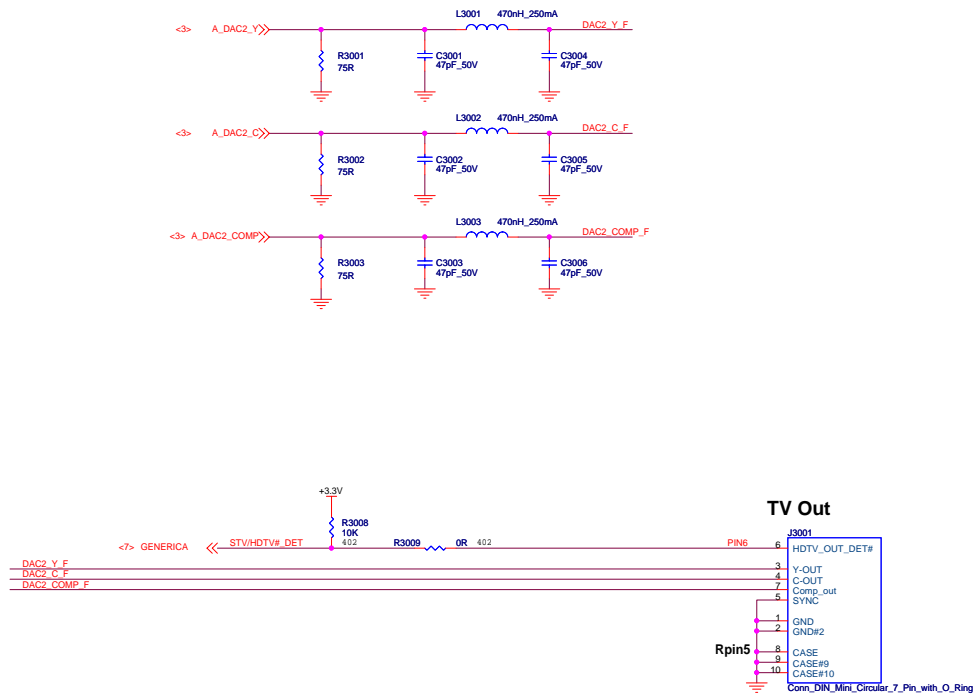 L3001 470nH_250mA
<3> A_DAC2_Y DAC2_Y_F
R3001 75R
C3001 47pF_50V
C3004 47pF_50V
L3002 470nH_250mA
<3> A_DAC2_C DAC2_C_F
R3002 75R
C3002 47pF_50V
C3005 47pF_50V
L3003 470nH_250mA
<3> A_DAC2_COMP DAC2_COMP_F
R3003 75R
C3003 47pF_50V
C3006 47pF_50V
+3.3V
R3008
10K
402
TV Out
J3001
<7> GENERICA STV/HDTV#_DET R3009 0R 402 PIN6 6 HDTV_OUT_DET#
DAC2_Y_F 3 Y-OUT
DAC2_C_F 4 C-OUT
DAC2_COMP_F 7 Comp_out
5 SYNC
1 GND
2 GND#2
Rpin5
8 CASE
9 CASE#9
10 CASE#10
Conn_DIN_Mini_Circular_7_Pin_with_O_Ring